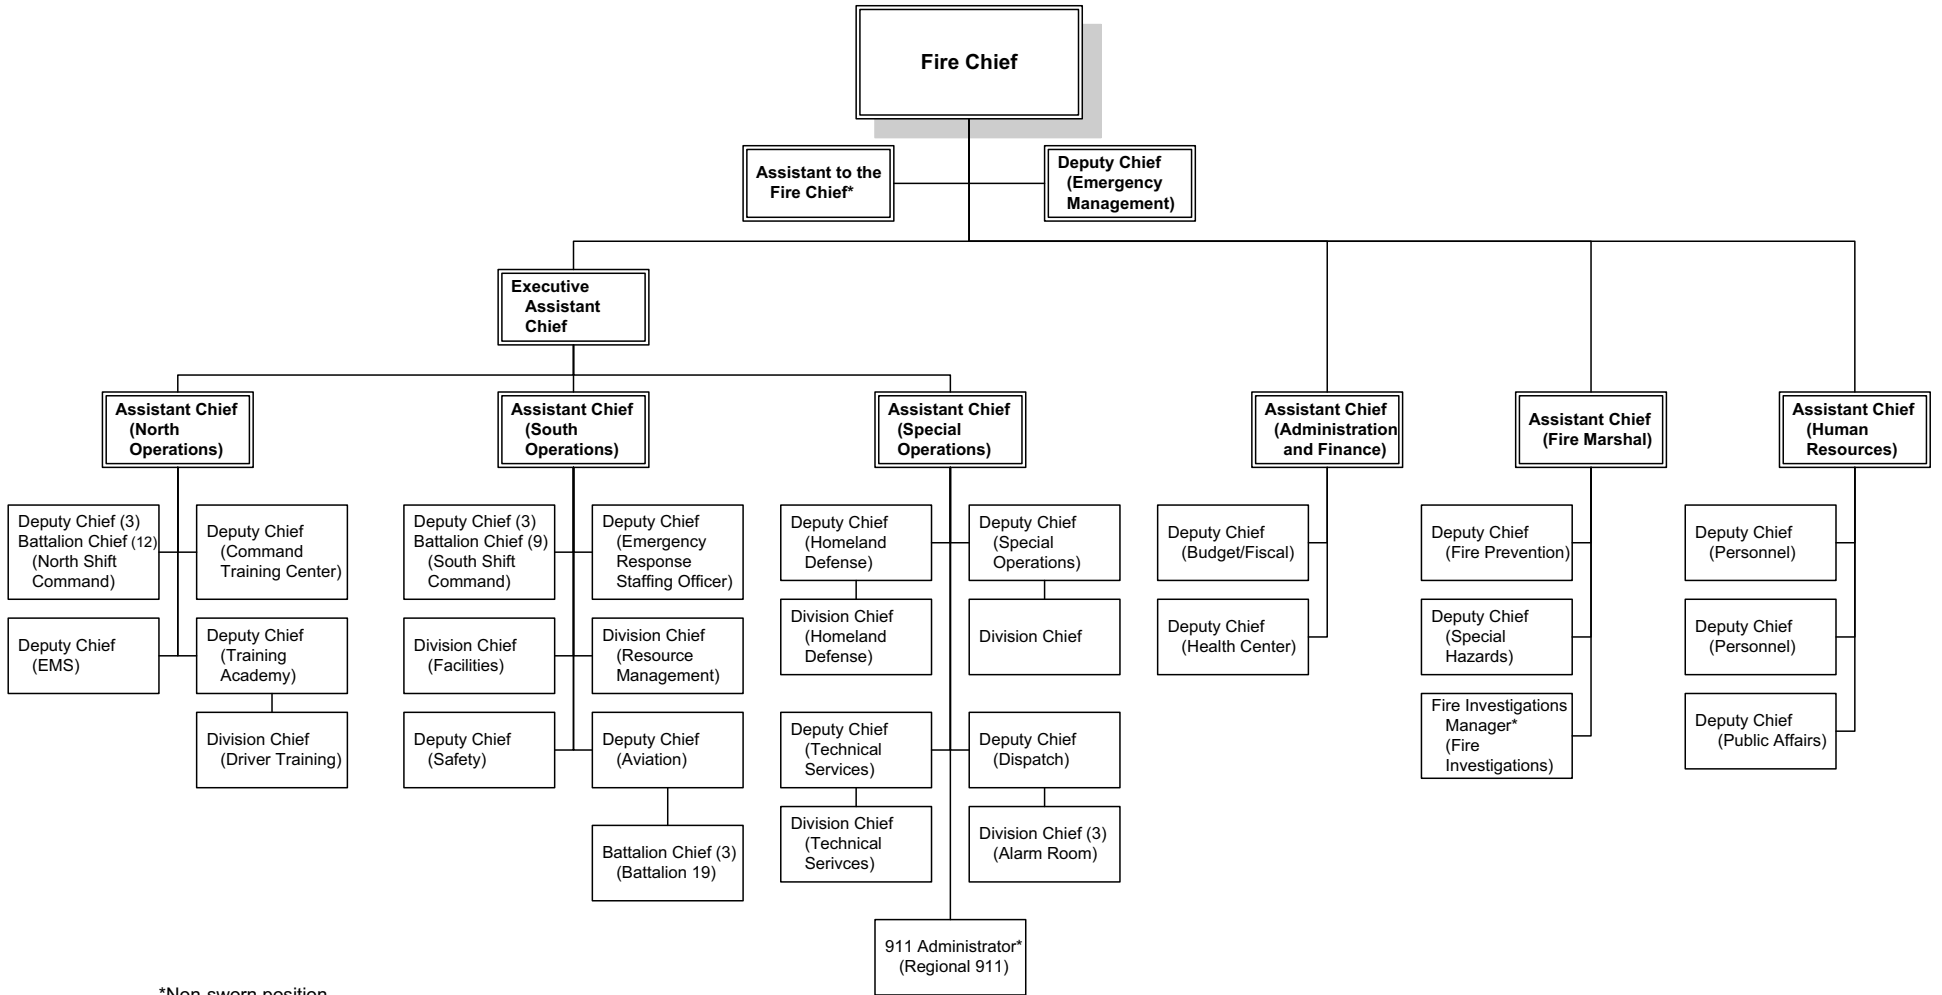 Fire Chief
Assistant to the
Fire Chief*
Deputy Chief
(Emergency
Management)
Executive
Assistant
Chief
Assistant Chief
(North
Operations)
Assistant Chief
(South
Operations)
Assistant Chief
(Special
Operations)
Assistant Chief
(Administration
and Finance)
Assistant Chief
(Fire Marshal)
Assistant Chief
(Human
Resources)
Deputy Chief (3)
Battalion Chief (12)
(North Shift
Command)
Deputy Chief
(Command
Training Center)
Deputy Chief (3)
Battalion Chief (9)
(South Shift
Command)
Deputy Chief
(Emergency
Response
Staffing Officer)
Deputy Chief
(Homeland
Defense)
Deputy Chief
(Special
Operations)
Deputy Chief
(Budget/Fiscal)
Deputy Chief
(Fire Prevention)
Deputy Chief
(Personnel)
Deputy Chief
(EMS)
Deputy Chief
(Training
Academy)
Division Chief
(Facilities)
Division Chief
(Resource
Management)
Division Chief
(Homeland
Defense)
Division Chief
Deputy Chief
(Health Center)
Deputy Chief
(Special
Hazards)
Deputy Chief
(Personnel)
Division Chief
(Driver Training)
Deputy Chief
(Safety)
Deputy Chief
(Aviation)
Deputy Chief
(Technical
Services)
Deputy Chief
(Dispatch)
Fire Investigations
Manager*
(Fire
Investigations)
Deputy Chief
(Public Affairs)
Battalion Chief (3)
(Battalion 19)
Division Chief
(Technical
Serivces)
Division Chief (3)
(Alarm Room)
911 Administrator*
(Regional 911)
*Non-sworn position